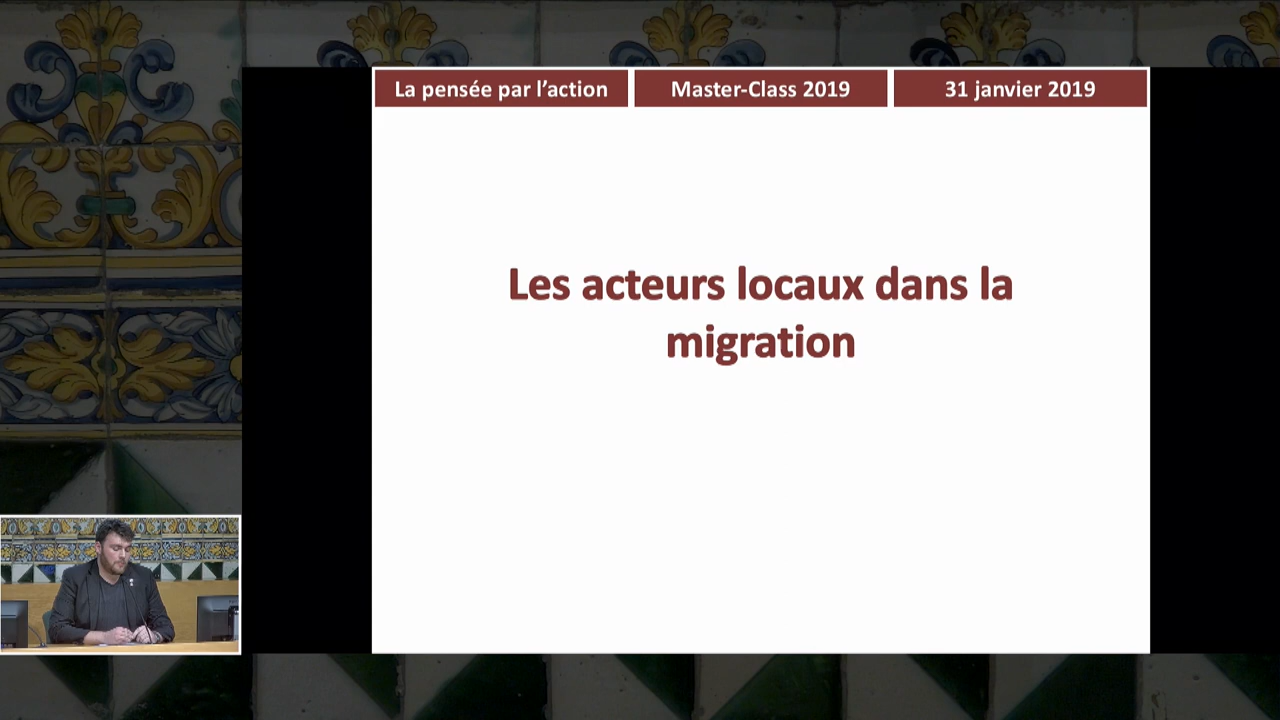 La pensée par l’action
Master-Class 2019
31 janvier 2019
Les acteurs locaux dans la
migration